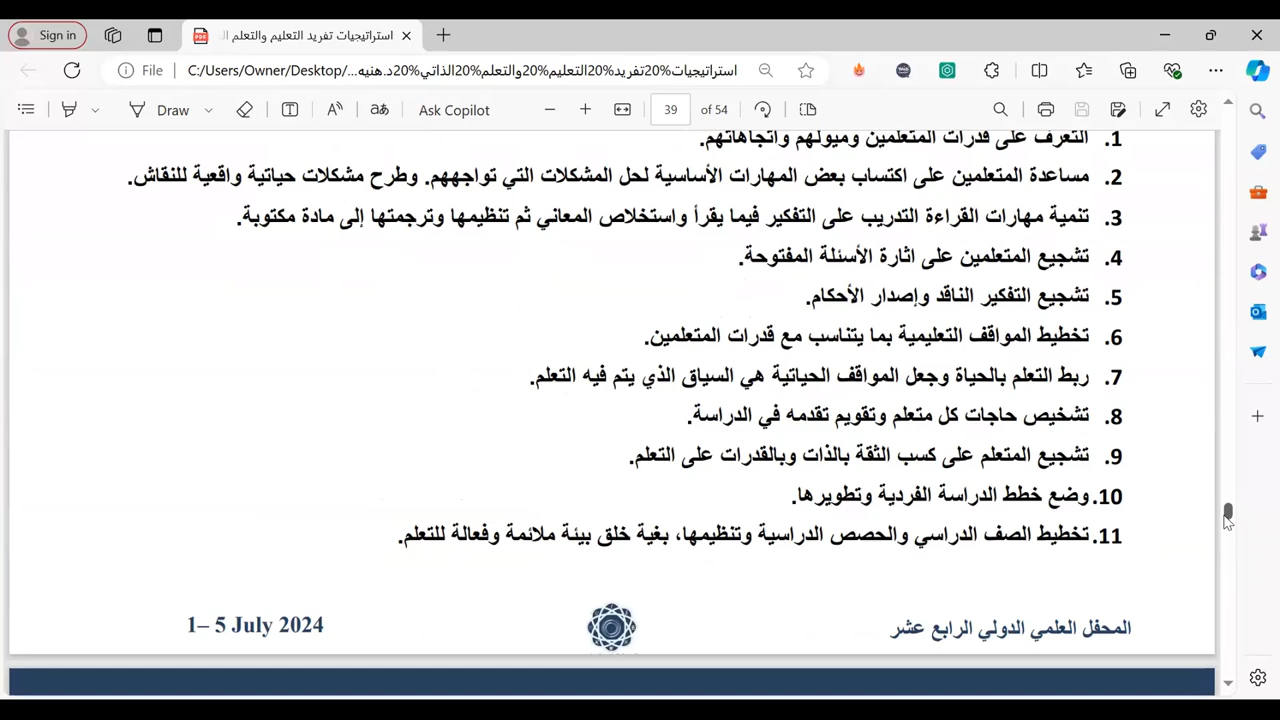 Sign in
استراتيجيات تفريد التعليم والتعلم ال
File
C:/Users/Owner/Desktop/...استراتيجيات%20تفريد%20التعليم%20والتعلم%20الذاتي%20د.هنيه
Draw
aあ
Ask Copilot
39 of 54
1. التعرف على قدرات المتعلمين وميولهم واتجاهاتهم.
2. مساعدة المتعلمين على اكتساب بعض المهارات الأساسية لحل المشكلات التي تواجههم. وطرح مشكلات حياتية واقعية للنقاش.
3. تنمية مهارات القراءة التدريب على التفكير فيما يقرأ واستخلاص المعاني ثم تنظيمها وترجمتها إلى مادة مكتوبة.
4. تشجيع المتعلمين على اثارة الأسئلة المفتوحة.
5. تشجيع التفكير الناقد وإصدار الأحكام.
6. تخطيط المواقف التعليمية بما يتناسب مع قدرات المتعلمين.
7. ربط التعلم بالحياة وجعل المواقف الحياتية هي السياق الذي يتم فيه التعلم.
8. تشخيص حاجات كل متعلم وتقويم تقدمه في الدراسة.
9. تشجيع المتعلم على كسب الثقة بالذات وبالقدرات على التعلم.
10. وضع خطط الدراسة الفردية وتطويرها.
11. تخطيط الصف الدراسي والحصص الدراسية وتنظيمها، بغية خلق بيئة ملائمة وفعالة للتعلم.
المحفل العلمي الدولي الرابع عشر
1– 5 July 2024